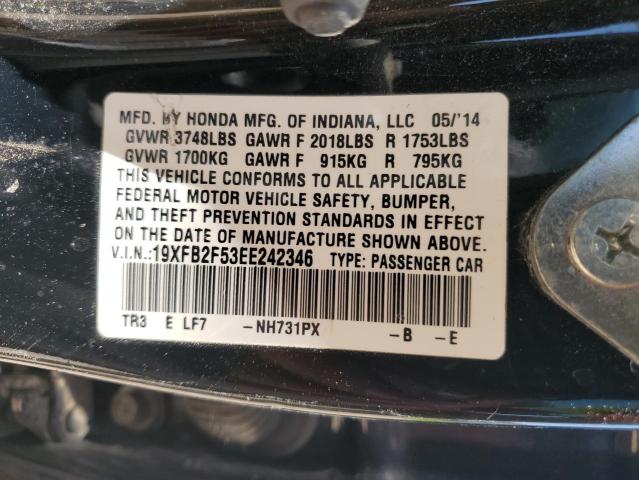 MFD. BY HONDA MFG. OF INDIANA, LLC 05/'14
GVWR 3748LBS GAWR F 2018LBS R 1753LBS
GVWR 1700KG GAWR F 915KG R 795KG
THIS VEHICLE CONFORMS TO ALL APPLICABLE
FEDERAL MOTOR VEHICLE SAFETY, BUMPER,
AND THEFT PREVENTION STANDARDS IN EFFECT
ON THE DATE OF MANUFACTURE SHOWN ABOVE.
V.I.N.:19XFB2F53EE242346 TYPE: PASSENGER CAR
TR3 E LF7 -NH731PX -B -E